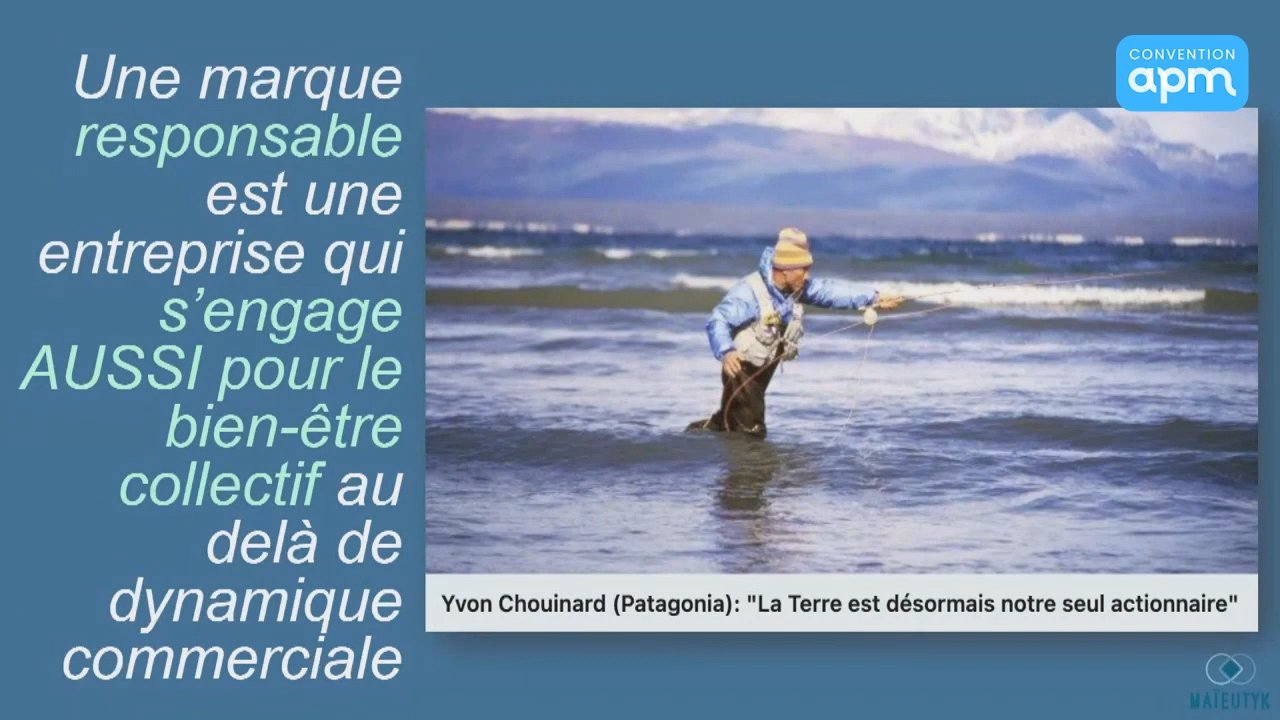 Une marque
responsable
est une
entreprise qui
s’engage
AUSSI pour le
bien-être
collectif au
delà de
dynamique
commerciale
CONVENTION
apm
Yvon Chouinard (Patagonia): "La Terre est désormais notre seul actionnaire"
MAÏEUTYK